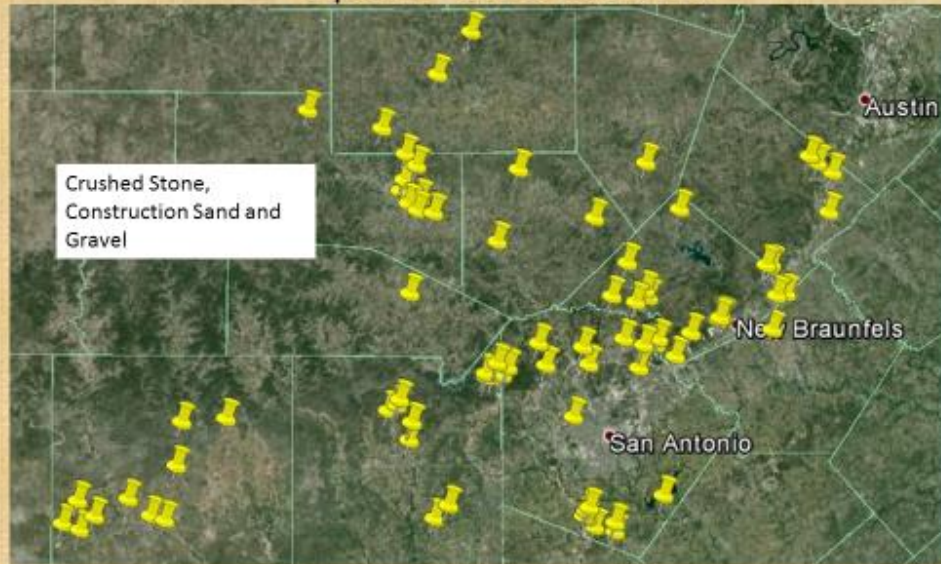 Austin
Crushed Stone,
Construction Sand and
Gravel
New Braunfels
San Antonio